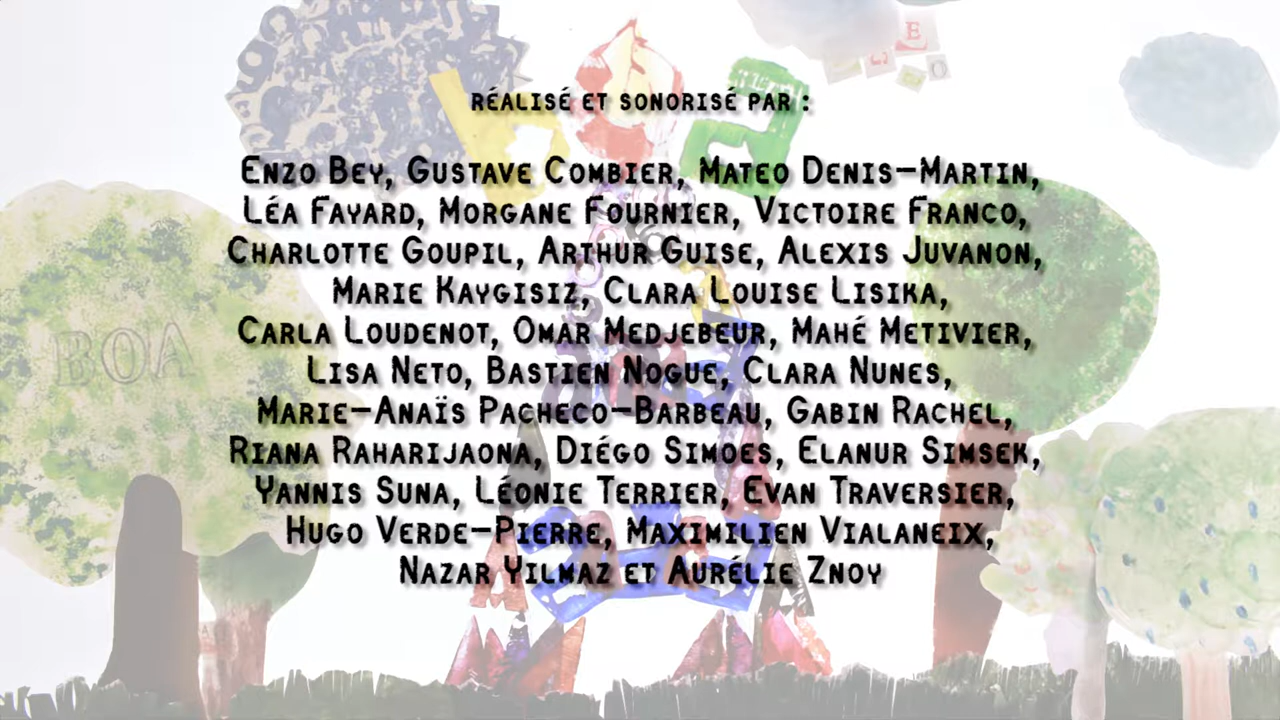 E
O
réalisé et sonorisé par :
Enzo Bey, Gustave Combier, Mateo Denis-Martin,
Léa Fayard, Morgane Fournier, Victoire Franco,
Charlotte Goupil, Arthur Guise, Alexis Juvanon,
Marie Kaygisiz, Clara Louise Lisika,
Carla Loudenot, Omar Medjebeur, Mahé Metivier,
BOA
Lisa Neto, Bastien Nogue, Clara Nunes,
Marie-Anaïs Pacheco-Barbeau, Gabin Rachel,
Riana Raharijaona, Diégo Simoes, Elanur Simsek,
Yannis Suna, Léonie Terrier, Evan Traversier,
Hugo Verde-Pierre, Maximilien Vialaneix,
Nazar Yilmaz et Aurélie Znoy